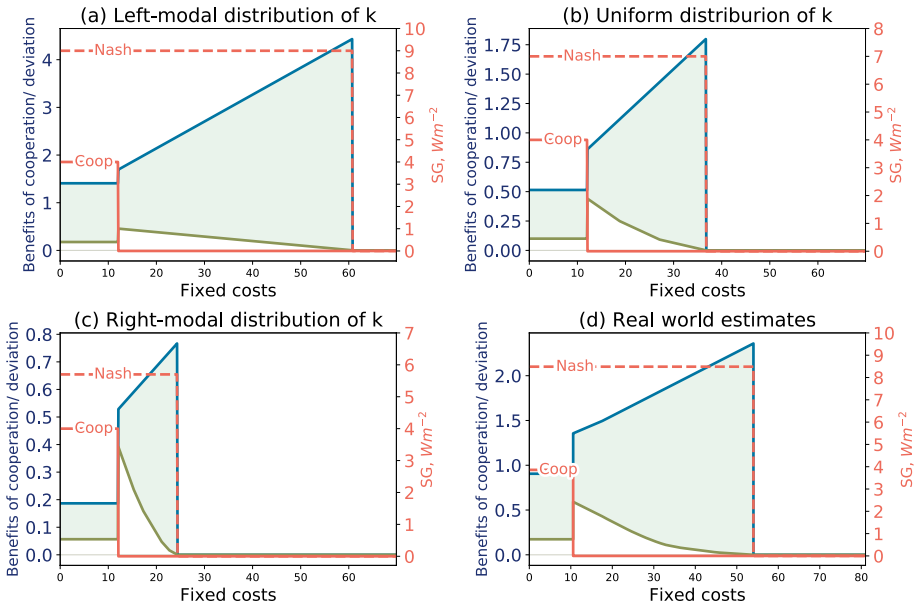 (a) Left-modal distribution of k
Benefits of cooperation/ deviation
4
3
2
1
0
Nash
Coop
10
9
8
7
6
5
4
3
2
1
0
SG, Wm⁻²
0 10 20 30 40 50 60
Fixed costs
(b) Uniform distriburion of k
Benefits of cooperation/ deviation
1.75
1.50
1.25
1.00
0.75
0.50
0.25
0.00
Nash
Coop
8
7
6
5
4
3
2
1
0
SG, Wm⁻²
0 10 20 30 40 50 60
Fixed costs
(c) Right-modal distribution of k
Benefits of cooperation/ deviation
0.8
0.7
0.6
0.5
0.4
0.3
0.2
0.1
0.0
Nash
Coop
7
6
5
4
3
2
1
0
SG, Wm⁻²
0 10 20 30 40 50 60
Fixed costs
(d) Real world estimates
Benefits of cooperation/ deviation
2.0
1.5
1.0
0.5
0.0
Nash
Coop
10
9
8
7
6
5
4
3
2
1
0
SG, Wm⁻²
0 10 20 30 40 50 60 70 80
Fixed costs